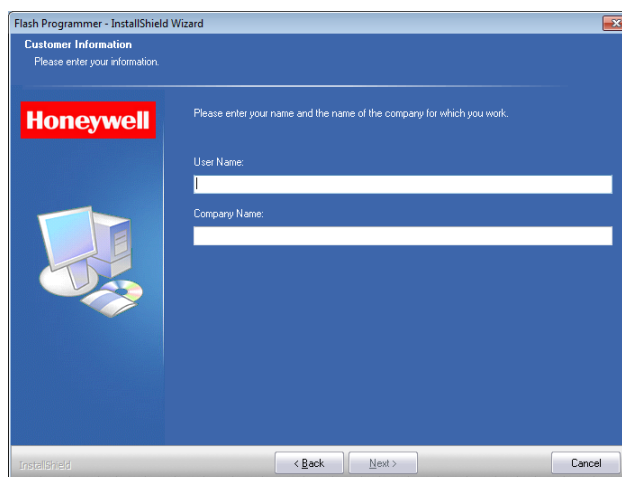 Flash Programmer - InstallShield Wizard
Customer Information
Please enter your information.
Honeywell
Please enter your name and the name of the company for which you work.
User Name:
Company Name:
InstallShield
< Back
Next >
Cancel